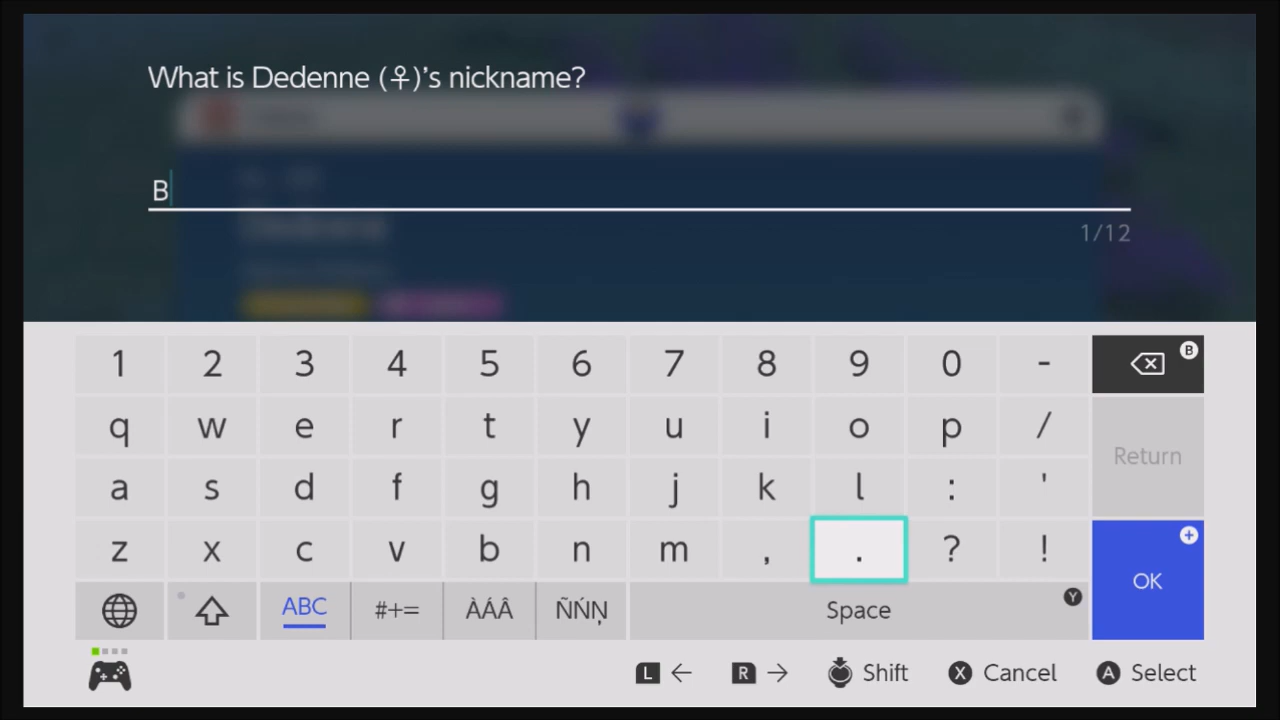 What is Dedenne (♀)'s nickname?
B
1/12
1 2 3 4 5 6 7 8 9 0 - B
q w e r t y u i o p /
Return
a s d f g h j k l : '
z x c v b n m , . ? ! +
OK
ABC #+= ÀÁÂ ÑŃŅ Space Y
L ← R → Shift X Cancel A Select